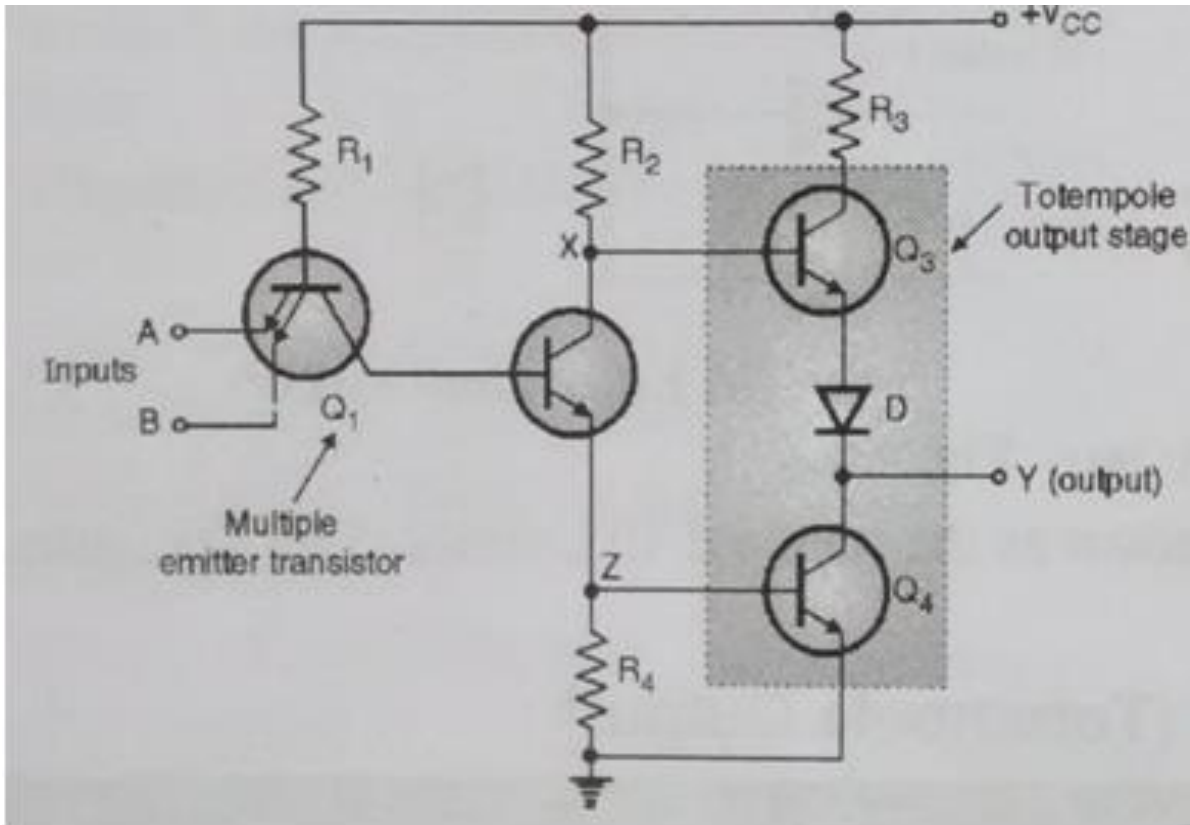 +VCC
R3
R1
R2
Totempole
output stage
X
Q3
A
Inputs
D
B
Q1
Y (output)
Multiple
emitter transistor
Z
Q4
R4